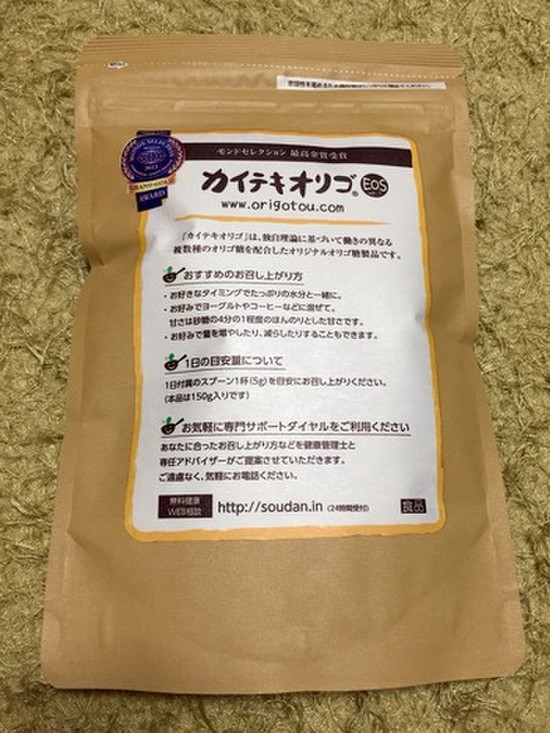 モンドセレクション 最高金賞受賞
GRAND GOLD
AWARD
カイテキオリゴ® EOS
www.origotou.com
「カイテキオリゴ」は、独自理論に基づいて働きの異なる
複数種のオリゴ糖を配合したオリジナルオリゴ糖製品です。
おすすめのお召し上がり方
・お好きなタイミングでたっぷりの水分と一緒に。
・お好みでヨーグルトやコーヒーなどに混ぜて。
甘さは砂糖の4分の1程度のほんのりとした甘さです。
・お好みで量を増やしたり、減らしたりすることもできます。
1日の目安量について
1日付属のスプーン1杯(5g)を目安にお召し上がりください。
(本品は150g入りです)
お気軽に専門サポートダイヤルをご利用ください
あなたに合ったお召し上がり方などを健康管理士と
専任アドバイザーがご提案させていただきます。
ご遠慮なく、気軽にお電話ください。
無料健康
WEB相談
http://soudan.in (24時間受付)
食品